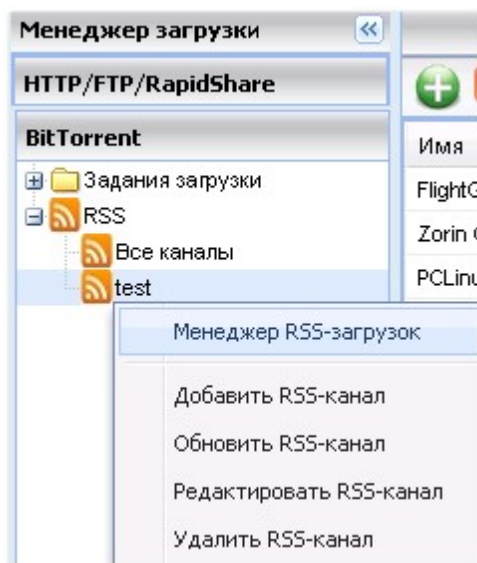 Менеджер загрузки
HTTP/FTP/RapidShare
BitTorrent
Задания загрузки
RSS
Все каналы
test
Менеджер RSS-загрузок
Добавить RSS-канал
Обновить RSS-канал
Редактировать RSS-канал
Удалить RSS-канал
Имя
FlightG
Zorin
PCLinu